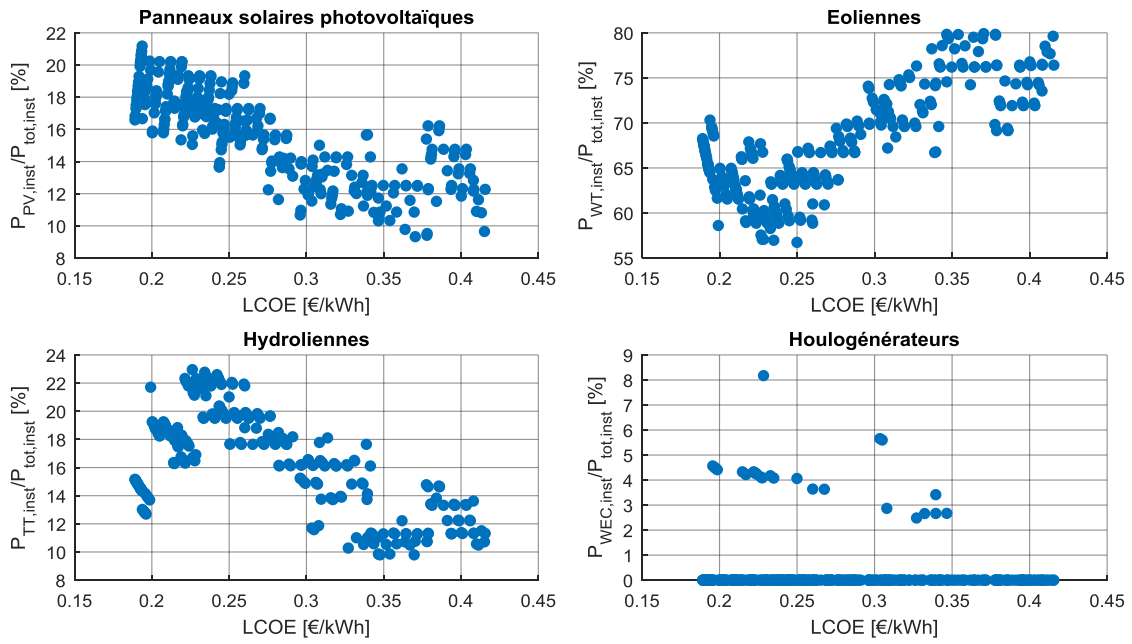 Panneaux solaires photovoltaïques
22
20
18
16
14
12
10
8
P_PV,inst/P_tot,inst [%]
0.15 0.2 0.25 0.3 0.35 0.4 0.45
LCOE [€/kWh]
Eoliennes
80
75
70
65
60
55
P_WT,inst/P_tot,inst [%]
0.15 0.2 0.25 0.3 0.35 0.4 0.45
LCOE [€/kWh]
Hydroliennes
24
22
20
18
16
14
12
10
8
P_TT,inst/P_tot,inst [%]
0.15 0.2 0.25 0.3 0.35 0.4 0.45
LCOE [€/kWh]
Houlogénérateurs
9
8
7
6
5
4
3
2
1
0
P_WEC,inst/P_tot,inst [%]
0.15 0.2 0.25 0.3 0.35 0.4 0.45
LCOE [€/kWh]